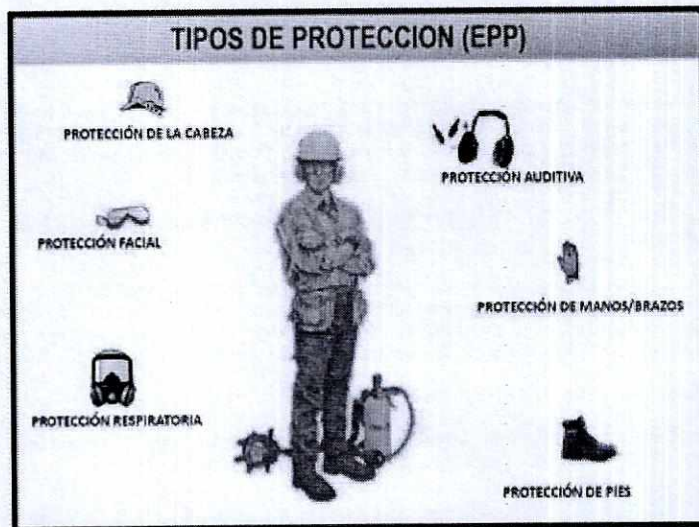 TIPOS DE PROTECCION (EPP)
PROTECCIÓN DE LA CABEZA
PROTECCIÓN AUDITIVA
PROTECCIÓN FACIAL
PROTECCIÓN DE MANOS/BRAZOS
PROTECCIÓN RESPIRATORIA
PROTECCIÓN DE PIES